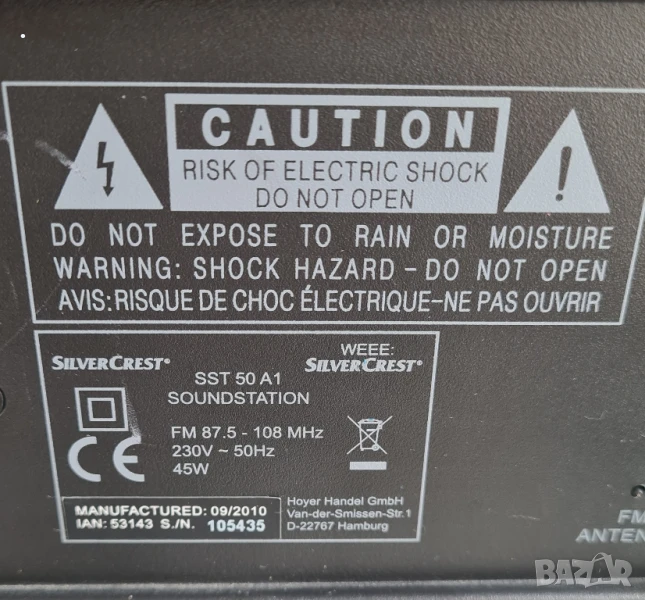 CAUTION
RISK OF ELECTRIC SHOCK
DO NOT OPEN
DO NOT EXPOSE TO RAIN OR MOISTURE
WARNING: SHOCK HAZARD – DO NOT OPEN
AVIS: RISQUE DE CHOC ÉLECTRIQUE–NE PAS OUVRIR
SILVERCREST®
WEEE:
SILVERCREST®
SST 50 A1
SOUNDSTATION
FM 87.5 - 108 MHz
230V ~ 50Hz
45W
CE
MANUFACTURED: 09/2010
IAN: 53143 S./N. 105435
Hoyer Handel GmbH
Van-der-Smissen-Str.1
D-22767 Hamburg
FM
ANTEN
BAZAR